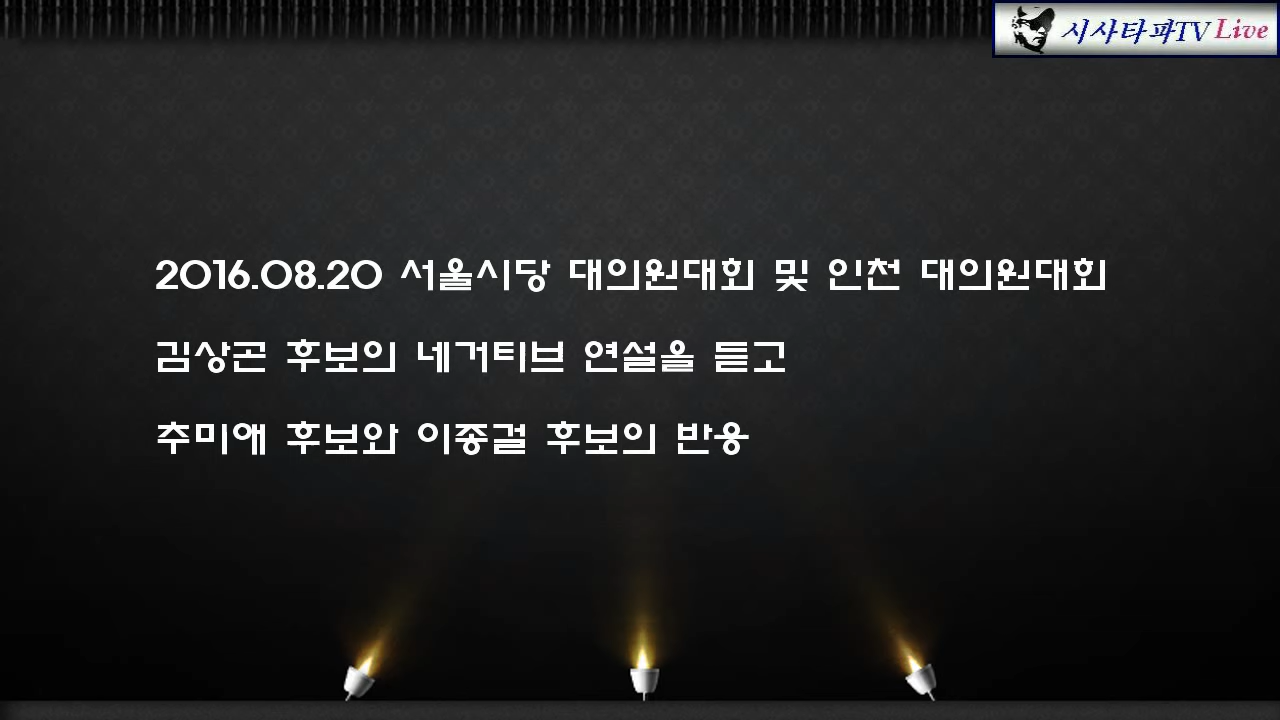 시사타파TV Live
2016.08.20 서울시당 대의원대회 및 인천 대의원대회
김상곤 후보의 네거티브 연설을 듣고
추미애 후보와 이종걸 후보의 반응